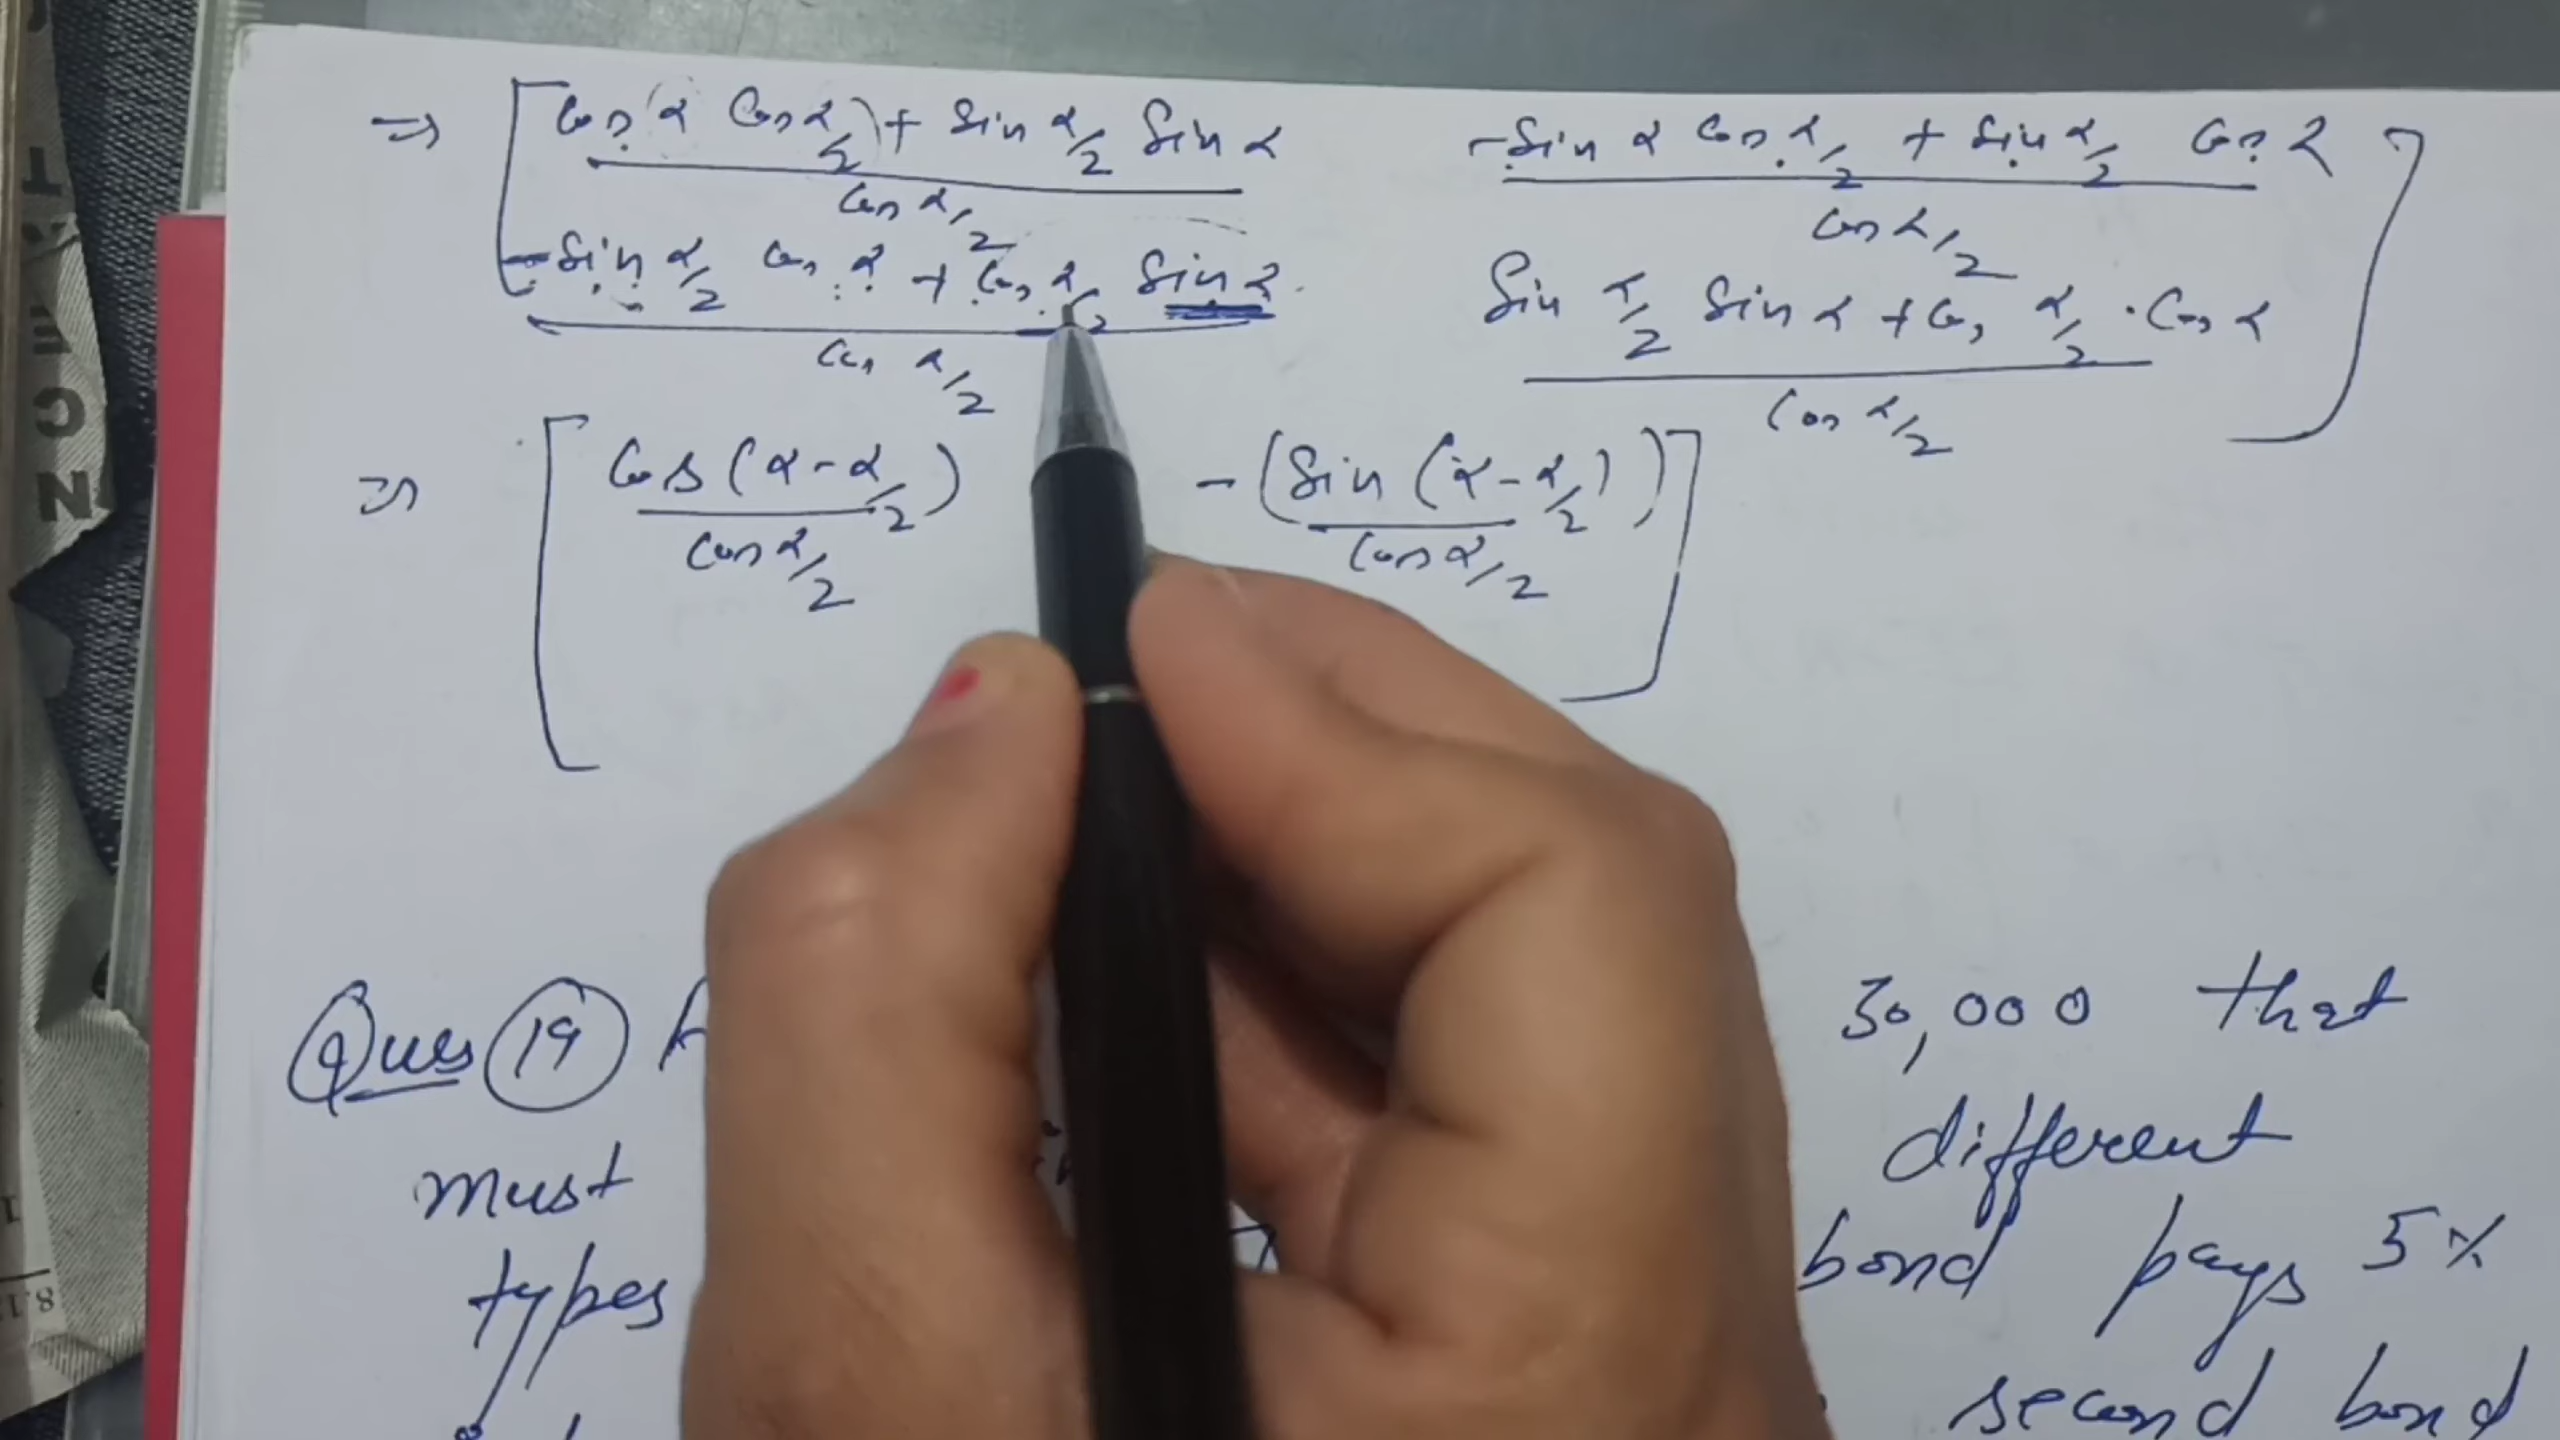 ⇒ [ Cos α Cos α/2 + Sin α/2 Sin α   - Sin α Cos α/2 + Sin α/2 Cos α ]
Cos α/2   Cos α/2
- Sin α/2 Cos α + Cos α/2 Sin α   Sin α/2 Sin α + Cos α/2 · Cos α
Cos α/2   Cos α/2
⇒ [ Cos (α - α/2)   - (Sin (α - α/2)) ]
Cos α/2   Cos α/2
Ques 19   30,000 that
must   different
types   bond pays 5%
second bond